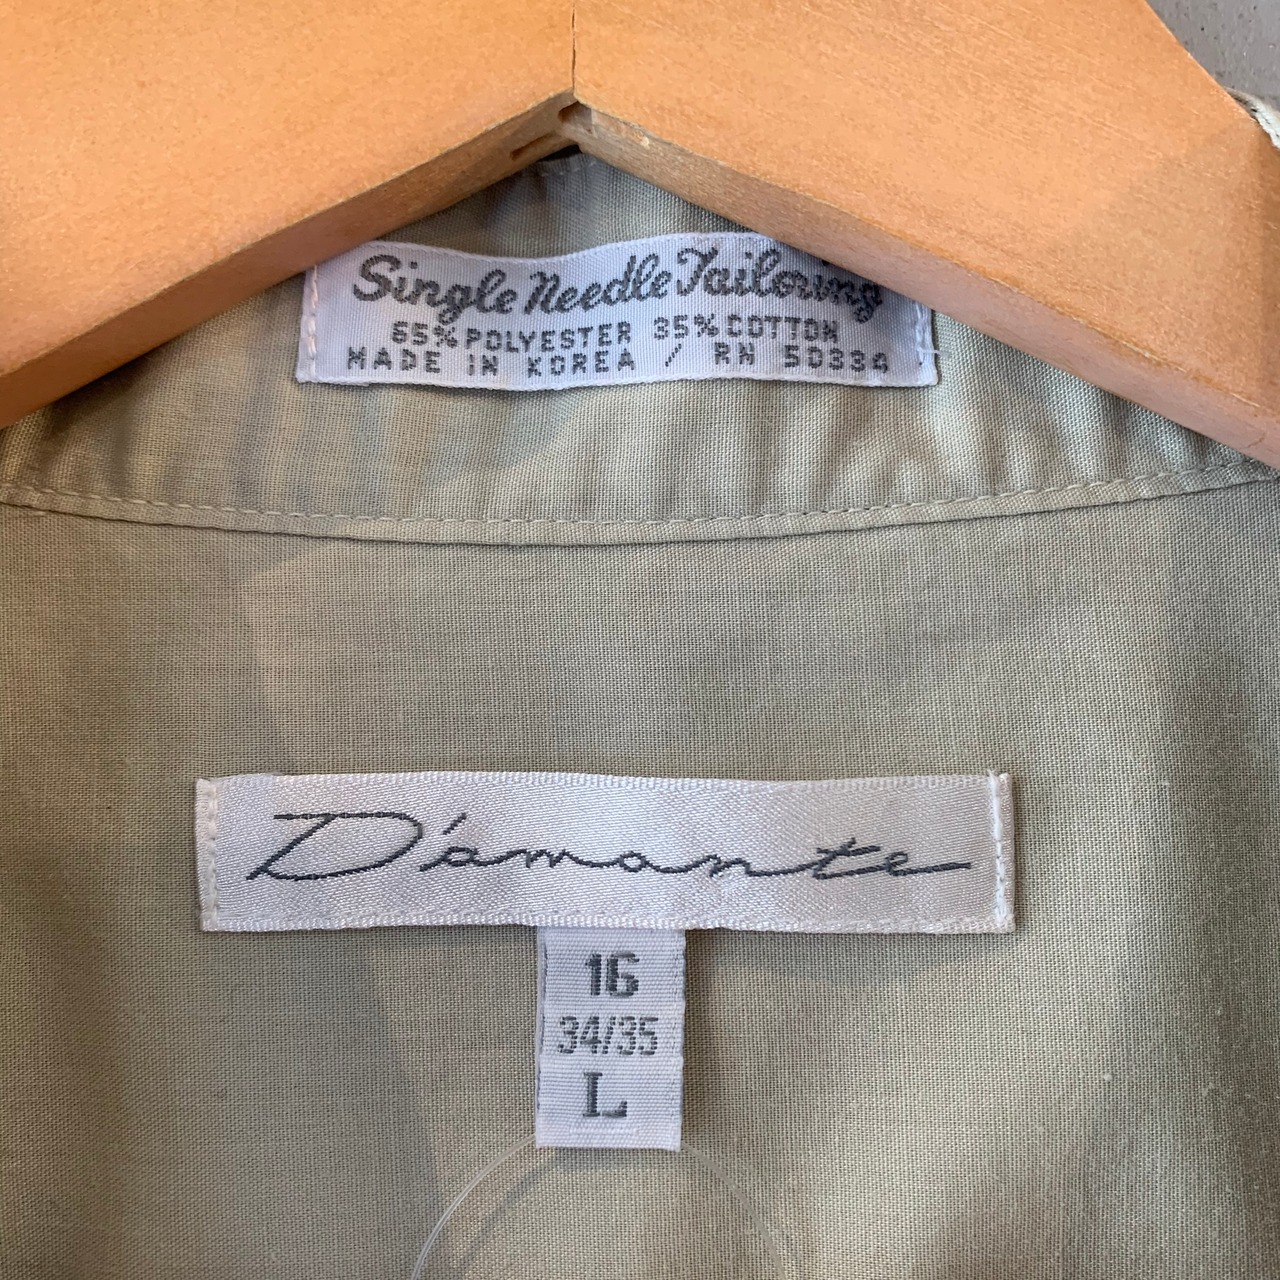 Single Needle Tailoring
65% POLYESTER 35% COTTON
MADE IN KOREA / RN 50334
D'amante
16
34/35
L